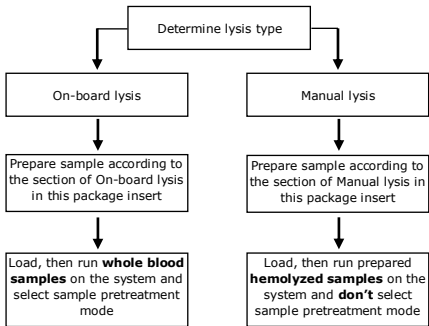 Determine lysis type
On-board lysis
Manual lysis
Prepare sample according to
the section of On-board lysis
in this package insert
Prepare sample according to
the section of Manual lysis in
this package insert
Load, then run whole blood
samples on the system and
select sample pretreatment
mode
Load, then run prepared
hemolyzed samples on the
system and don't select
sample pretreatment mode